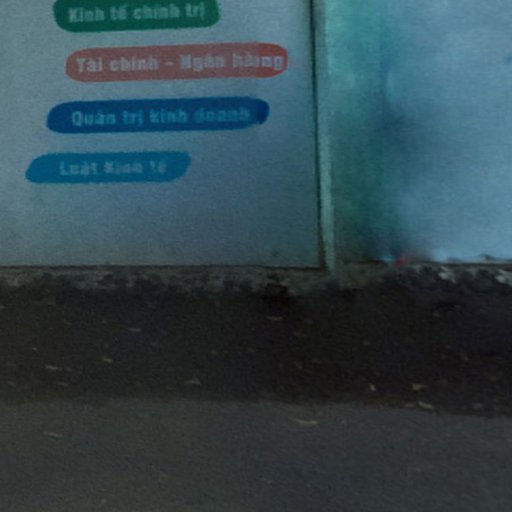 Kinh tế chính trị
Tài chính - Ngân hàng
Quản trị kinh doanh
Luật Kinh tế